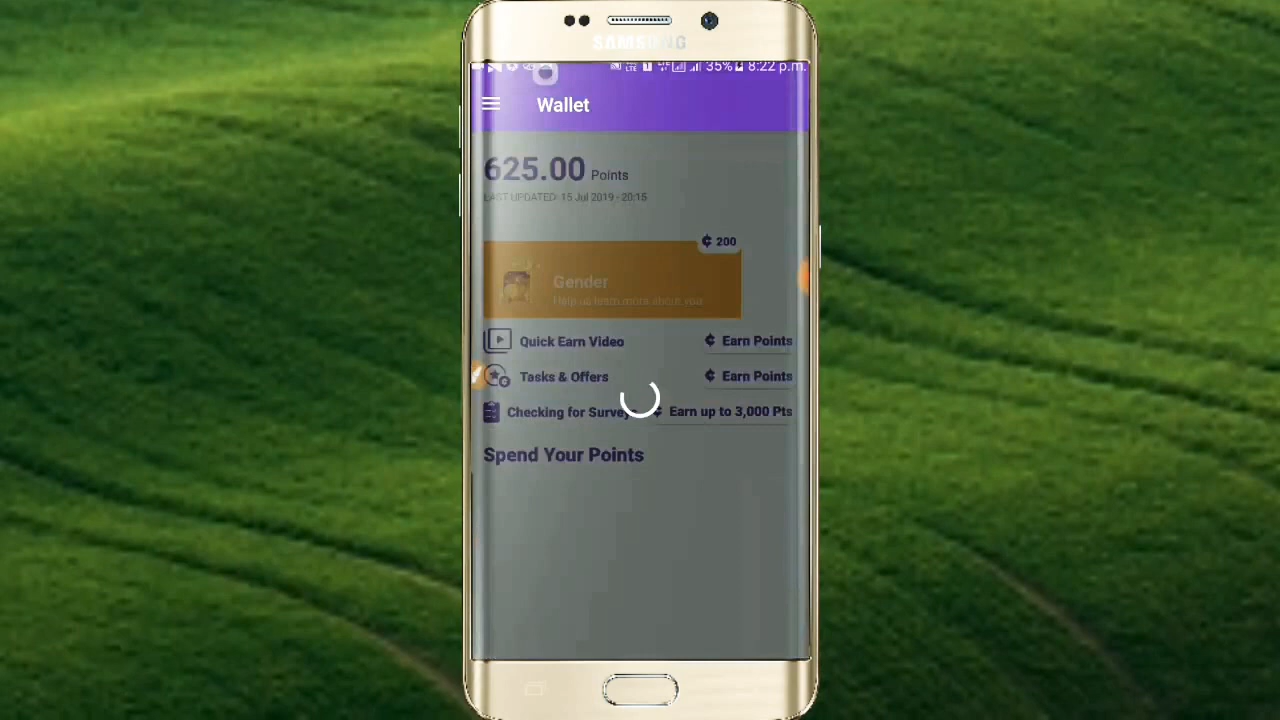 SAMSUNG
35% 8:22 p.m.
Wallet
625.00 Points
LAST UPDATED: 15 Jul 2019 - 20:15
₵ 200
Gender
Help us learn more about you
Quick Earn Video ₵ Earn Points
Tasks & Offers ₵ Earn Points
Checking for Surveys ₵ Earn up to 3,000 Pts
Spend Your Points